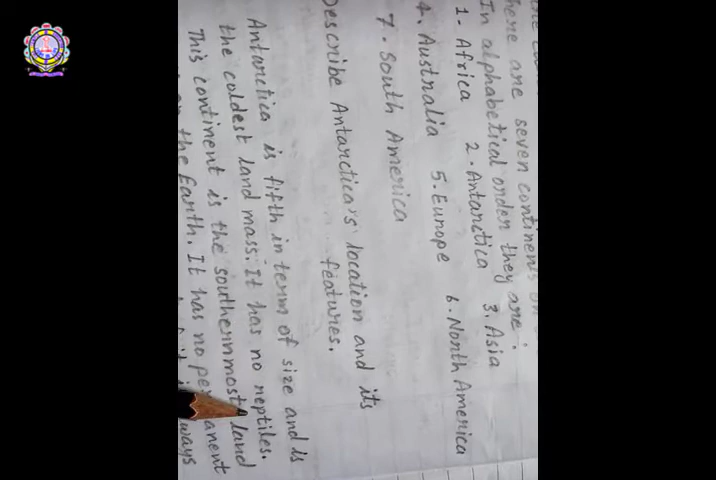 here are seven continents
In alphabetical order they are:
1. Africa 2. Antarctica 3. Asia
4. Australia 5. Europe 6. North America
7. South America
Describe Antarctica's location and its
features.
Antarctica is fifth in term of size and is
the coldest land mass. It has no reptiles.
This continent is the southernmost land
the Earth. It has no
ways